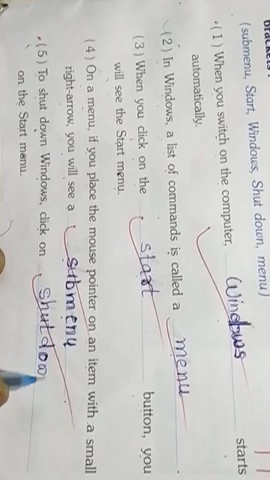 brackets.
(submenu, Start, Windows, Shut down, menu)
(1) When you switch on the computer, Windows starts
automatically.
(2) In Windows, a list of commands is called a menu.
(3) When you click on the start button, you
will see the Start menu.
(4) On a menu, if you place the mouse pointer on an item with a small
right-arrow, you will see a submenu
(5) To shut down Windows, click on Shutdow
on the Start menu.